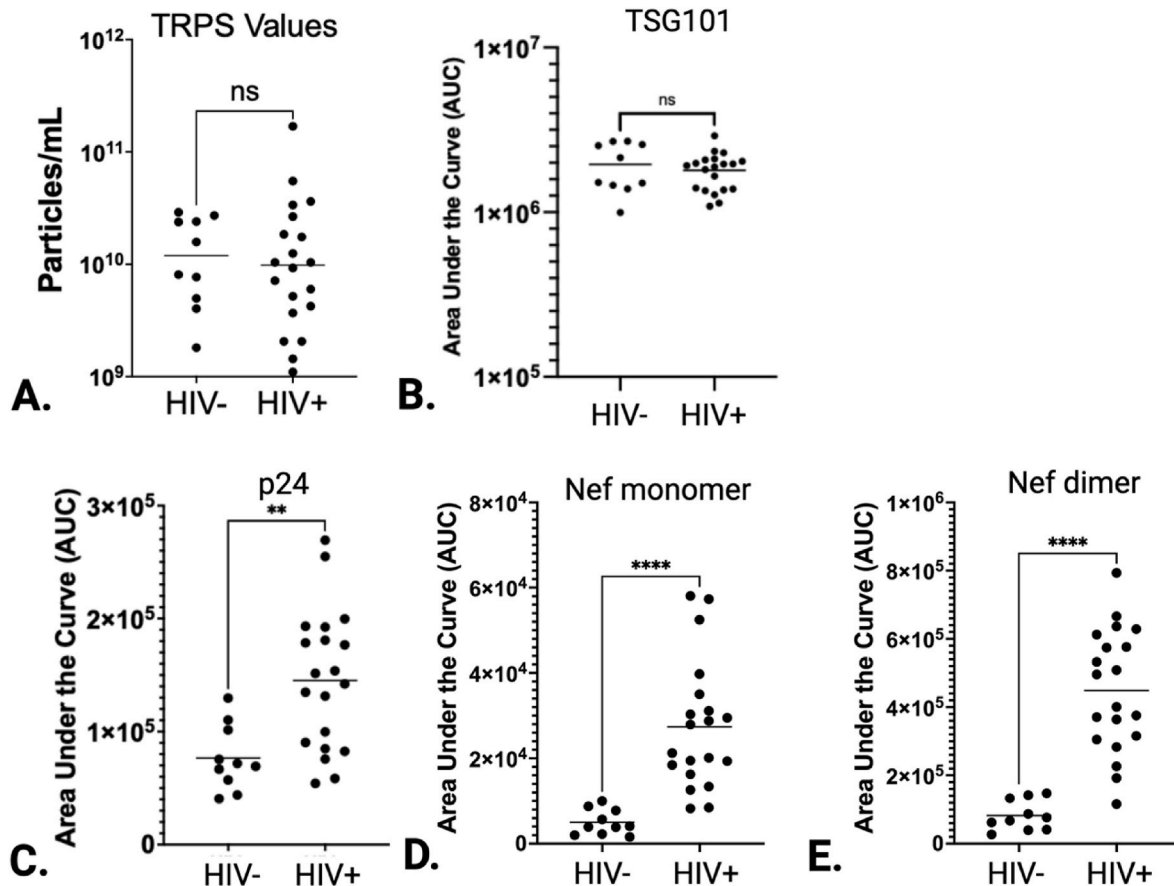 TRPS Values
Particles/mL
10¹²
10¹¹
10¹⁰
10⁹
ns
HIV-
HIV+
A.
TSG101
Area Under the Curve (AUC)
1×10⁷
1×10⁶
1×10⁵
ns
HIV-
HIV+
B.
p24
Area Under the Curve (AUC)
3×10⁵
2×10⁵
1×10⁵
0
**
HIV-
HIV+
C.
Nef monomer
Area Under the Curve (AUC)
8×10⁴
6×10⁴
4×10⁴
2×10⁴
0
****
HIV-
HIV+
D.
Nef dimer
Area Under the Curve (AUC)
1×10⁶
8×10⁵
6×10⁵
4×10⁵
2×10⁵
0
****
HIV-
HIV+
E.